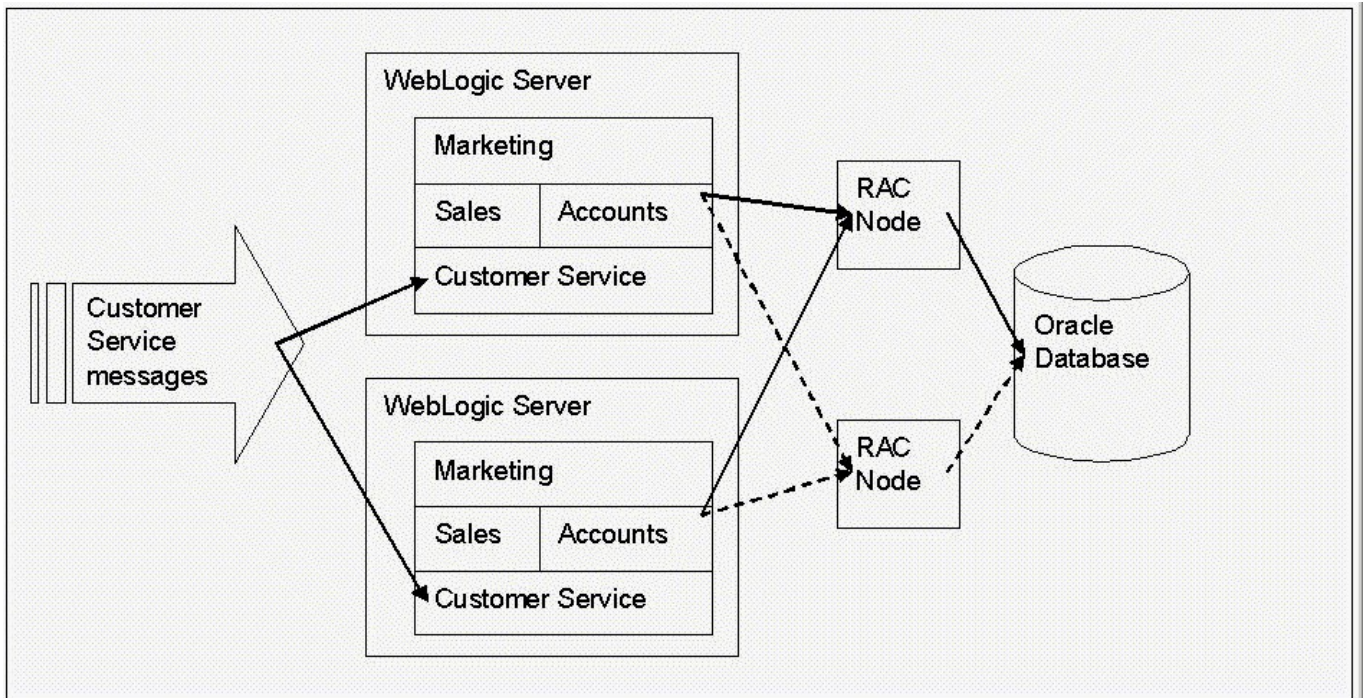 Customer
Service
messages
WebLogic Server
Marketing
Sales
Accounts
Customer Service
WebLogic Server
Marketing
Sales
Accounts
Customer Service
RAC
Node
RAC
Node
Oracle
Database